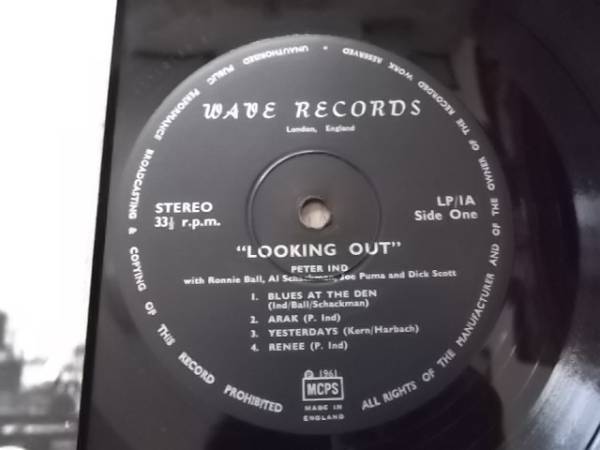 WAVE RECORDS
London, England
STEREO
33⅓ r.p.m.
LP/1A
Side One
"LOOKING OUT"
PETER IND
with Ronnie Ball, Al Schackman, Joe Puma and Dick Scott
1. BLUES AT THE DEN
(Ind/Ball/Schackman)
2. ARAK (P. Ind)
3. YESTERDAYS (Kern/Harbach)
4. RENEE (P. Ind)
℗ 1961
MCPS
MADE IN
ENGLAND
ALL RIGHTS OF THE MANUFACTURER AND OF THE OWNER OF THE RECORDED WORK RESERVED • UNAUTHORISED PUBLIC PERFORMANCE BROADCASTING & COPYING OF THIS RECORD PROHIBITED